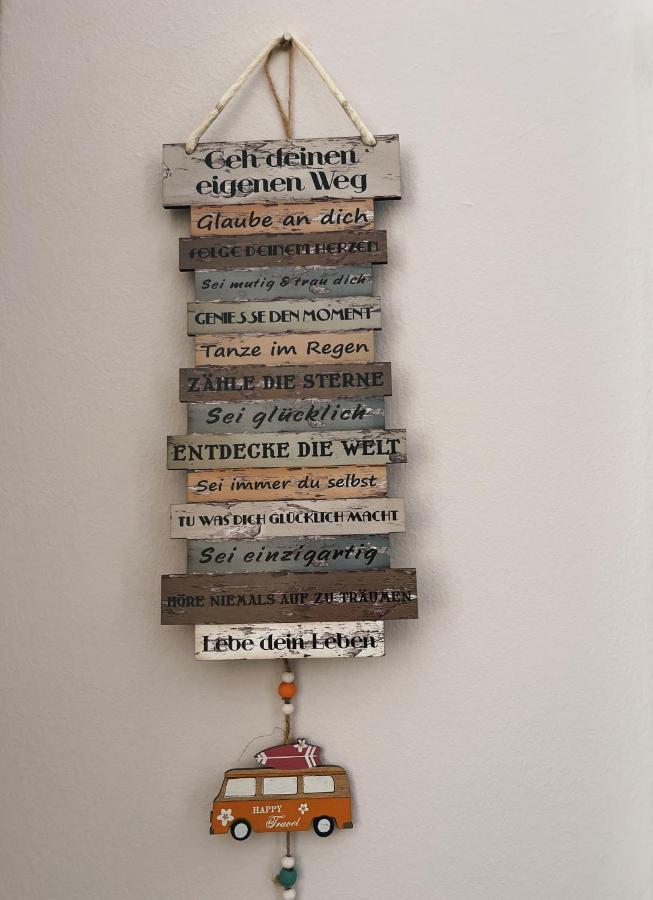 Geh deinen
eigenen Weg
Glaube an dich
FOLGE DEINEM HERZEN
Sei mutig & trau dich
GENIESSE DEN MOMENT
Tanze im Regen
ZÄHLE DIE STERNE
Sei glücklich
ENTDECKE DIE WELT
Sei immer du selbst
TU WAS DICH GLÜCKLICH MACHT
Sei einzigartig
HÖRE NIEMALS AUF ZU TRÄUMEN
Lebe dein Leben
HAPPY
Travel